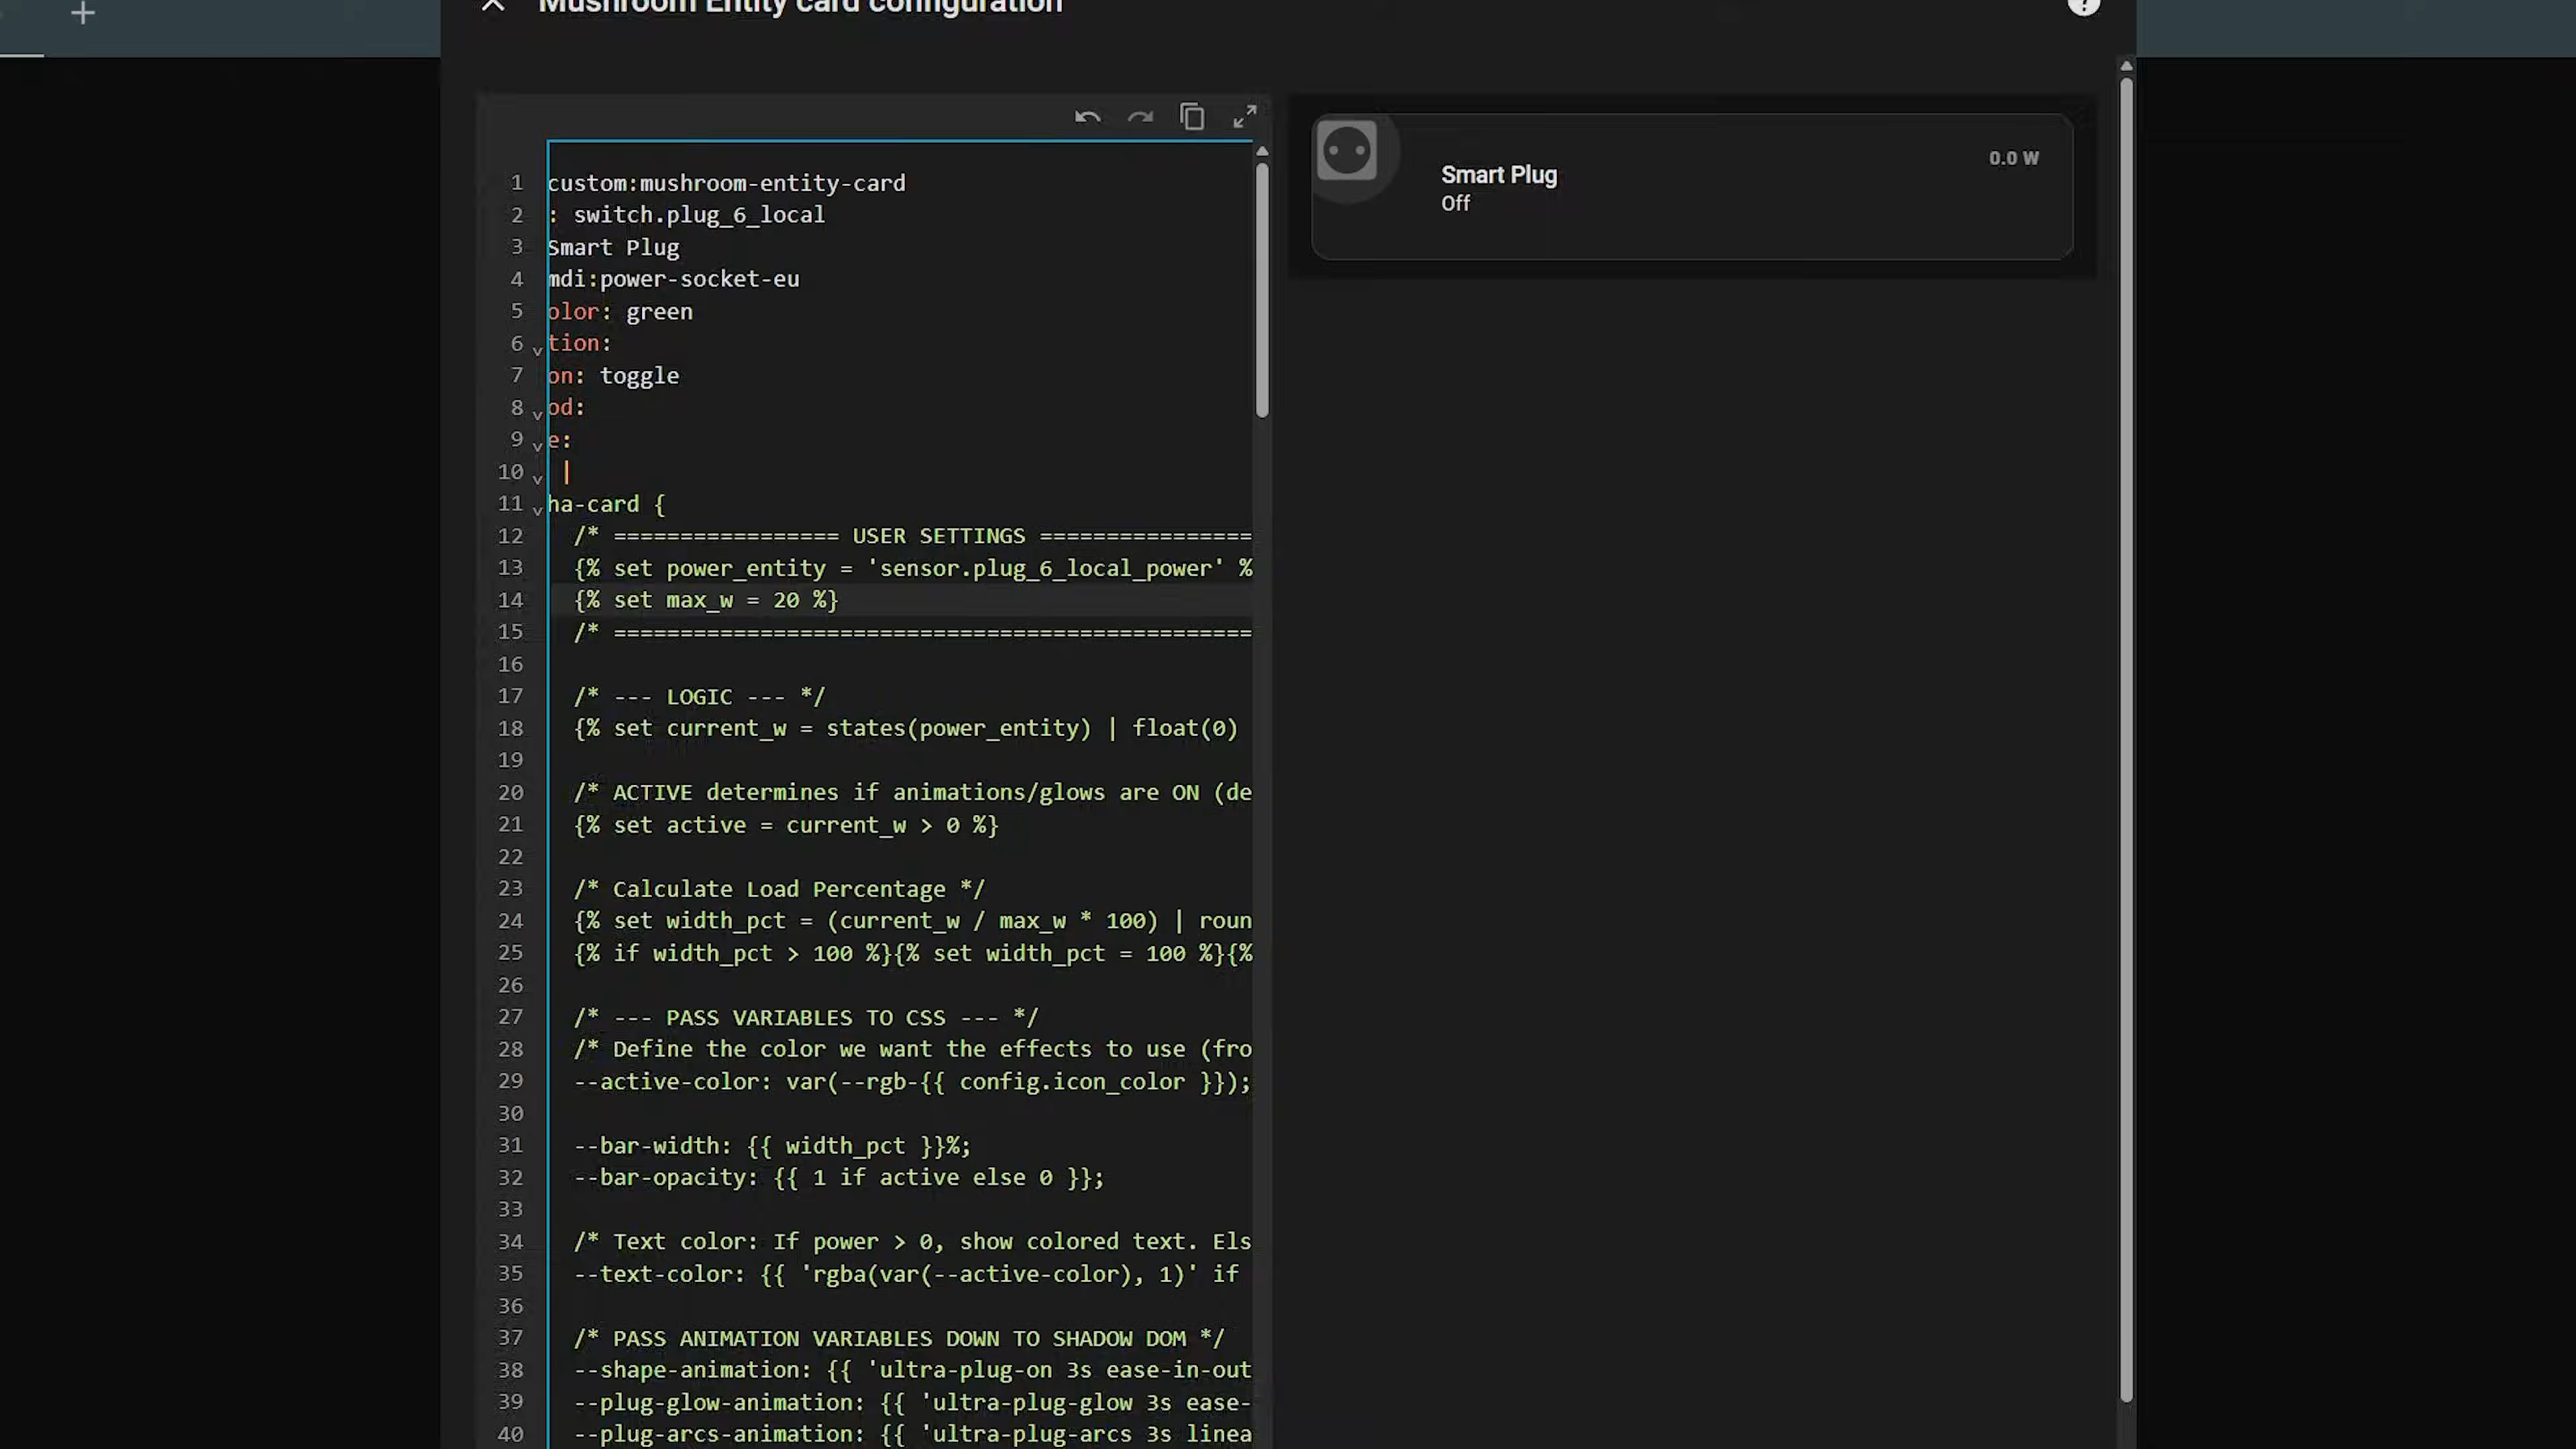 Mushroom Entity card configuration
?
1 custom:mushroom-entity-card
2 : switch.plug_6_local
3 Smart Plug
4 mdi:power-socket-eu
5 olor: green
6 tion:
7 on: toggle
8 od:
9 e:
10 |
11 ha-card {
12 /* ================= USER SETTINGS ================
13 {% set power_entity = 'sensor.plug_6_local_power' %
14 {% set max_w = 20 %}
15 /* ================================================
16
17 /* --- LOGIC --- */
18 {% set current_w = states(power_entity) | float(0)
19
20 /* ACTIVE determines if animations/glows are ON (de
21 {% set active = current_w > 0 %}
22
23 /* Calculate Load Percentage */
24 {% set width_pct = (current_w / max_w * 100) | roun
25 {% if width_pct > 100 %}{% set width_pct = 100 %}{%
26
27 /* --- PASS VARIABLES TO CSS --- */
28 /* Define the color we want the effects to use (fro
29 --active-color: var(--rgb-{{ config.icon_color }});
30
31 --bar-width: {{ width_pct }}%;
32 --bar-opacity: {{ 1 if active else 0 }};
33
34 /* Text color: If power > 0, show colored text. Els
35 --text-color: {{ 'rgba(var(--active-color), 1)' if
36
37 /* PASS ANIMATION VARIABLES DOWN TO SHADOW DOM */
38 --shape-animation: {{ 'ultra-plug-on 3s ease-in-out
39 --plug-glow-animation: {{ 'ultra-plug-glow 3s ease-
40 --plug-arcs-animation: {{ 'ultra-plug-arcs 3s linea
Smart Plug
Off
0.0 W